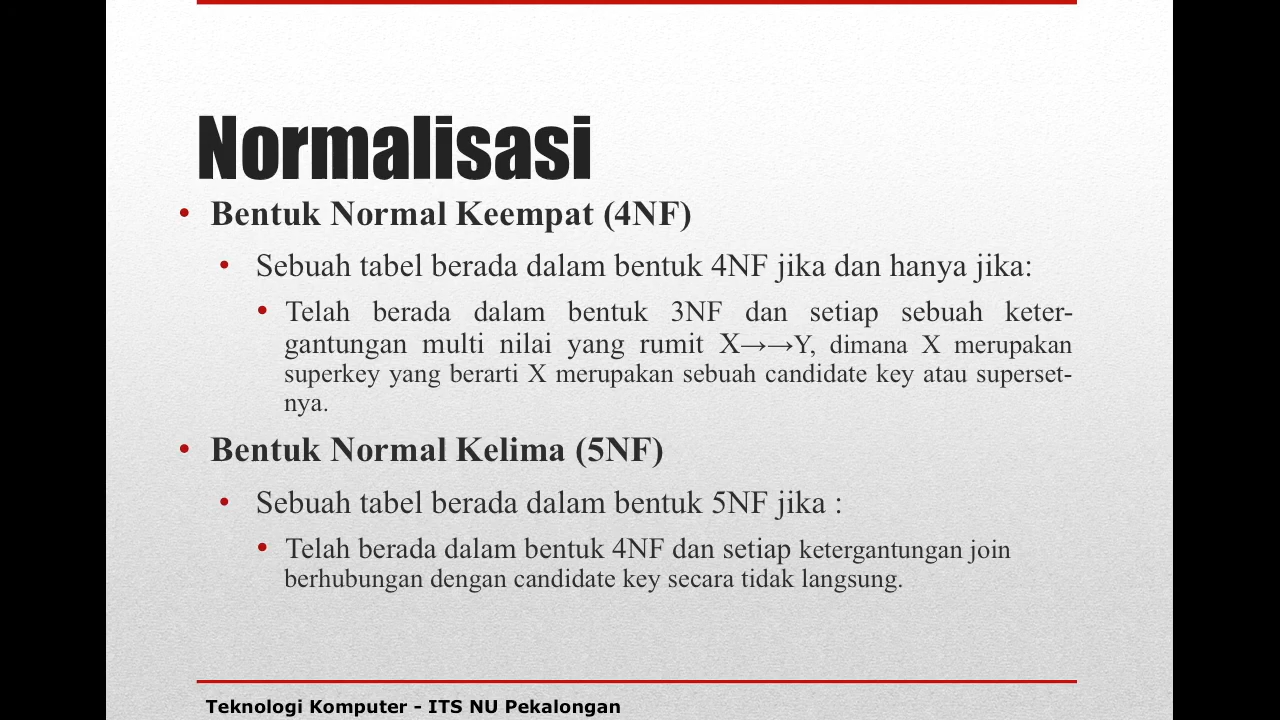 Normalisasi
• Bentuk Normal Keempat (4NF)
• Sebuah tabel berada dalam bentuk 4NF jika dan hanya jika:
• Telah berada dalam bentuk 3NF dan setiap sebuah keter-
gantungan multi nilai yang rumit X→→Y, dimana X merupakan
superkey yang berarti X merupakan sebuah candidate key atau superset-
nya.
• Bentuk Normal Kelima (5NF)
• Sebuah tabel berada dalam bentuk 5NF jika :
• Telah berada dalam bentuk 4NF dan setiap ketergantungan join
berhubungan dengan candidate key secara tidak langsung.
Teknologi Komputer - ITS NU Pekalongan